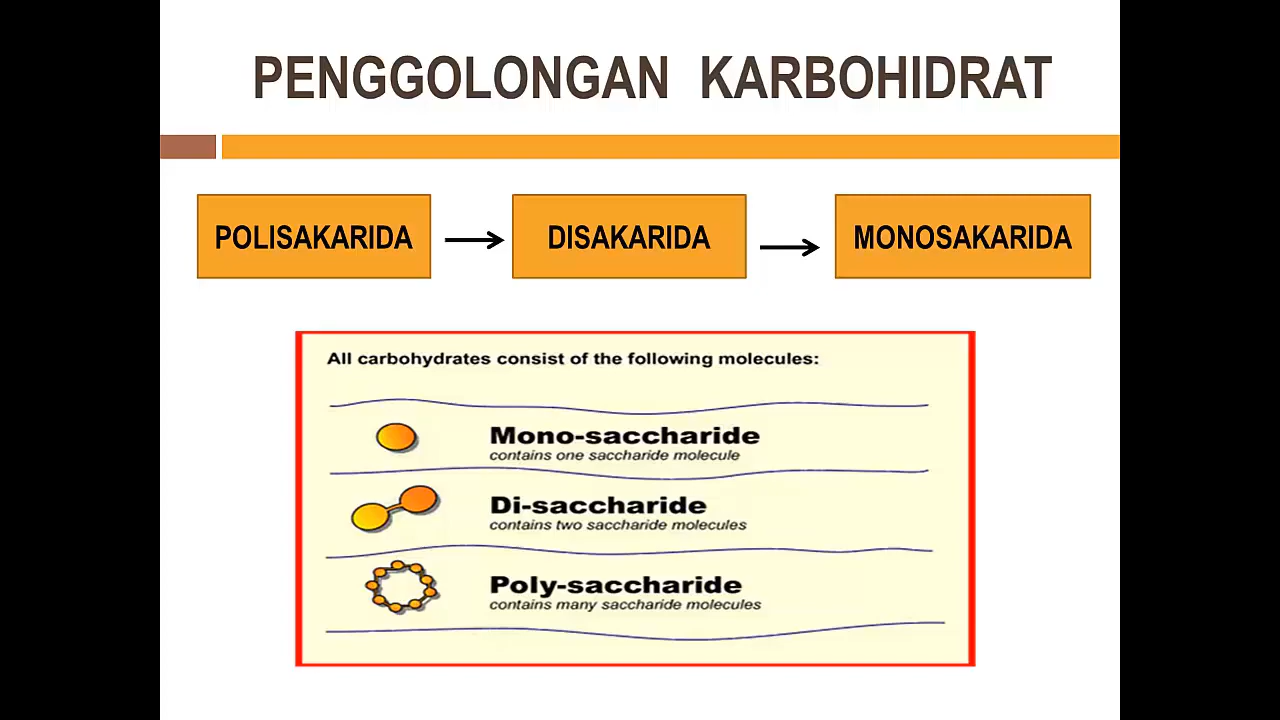 PENGGOLONGAN KARBOHIDRAT
POLISAKARIDA
DISAKARIDA
MONOSAKARIDA
All carbohydrates consist of the following molecules:
Mono-saccharide
contains one saccharide molecule
Di-saccharide
contains two saccharide molecules
Poly-saccharide
contains many saccharide molecules